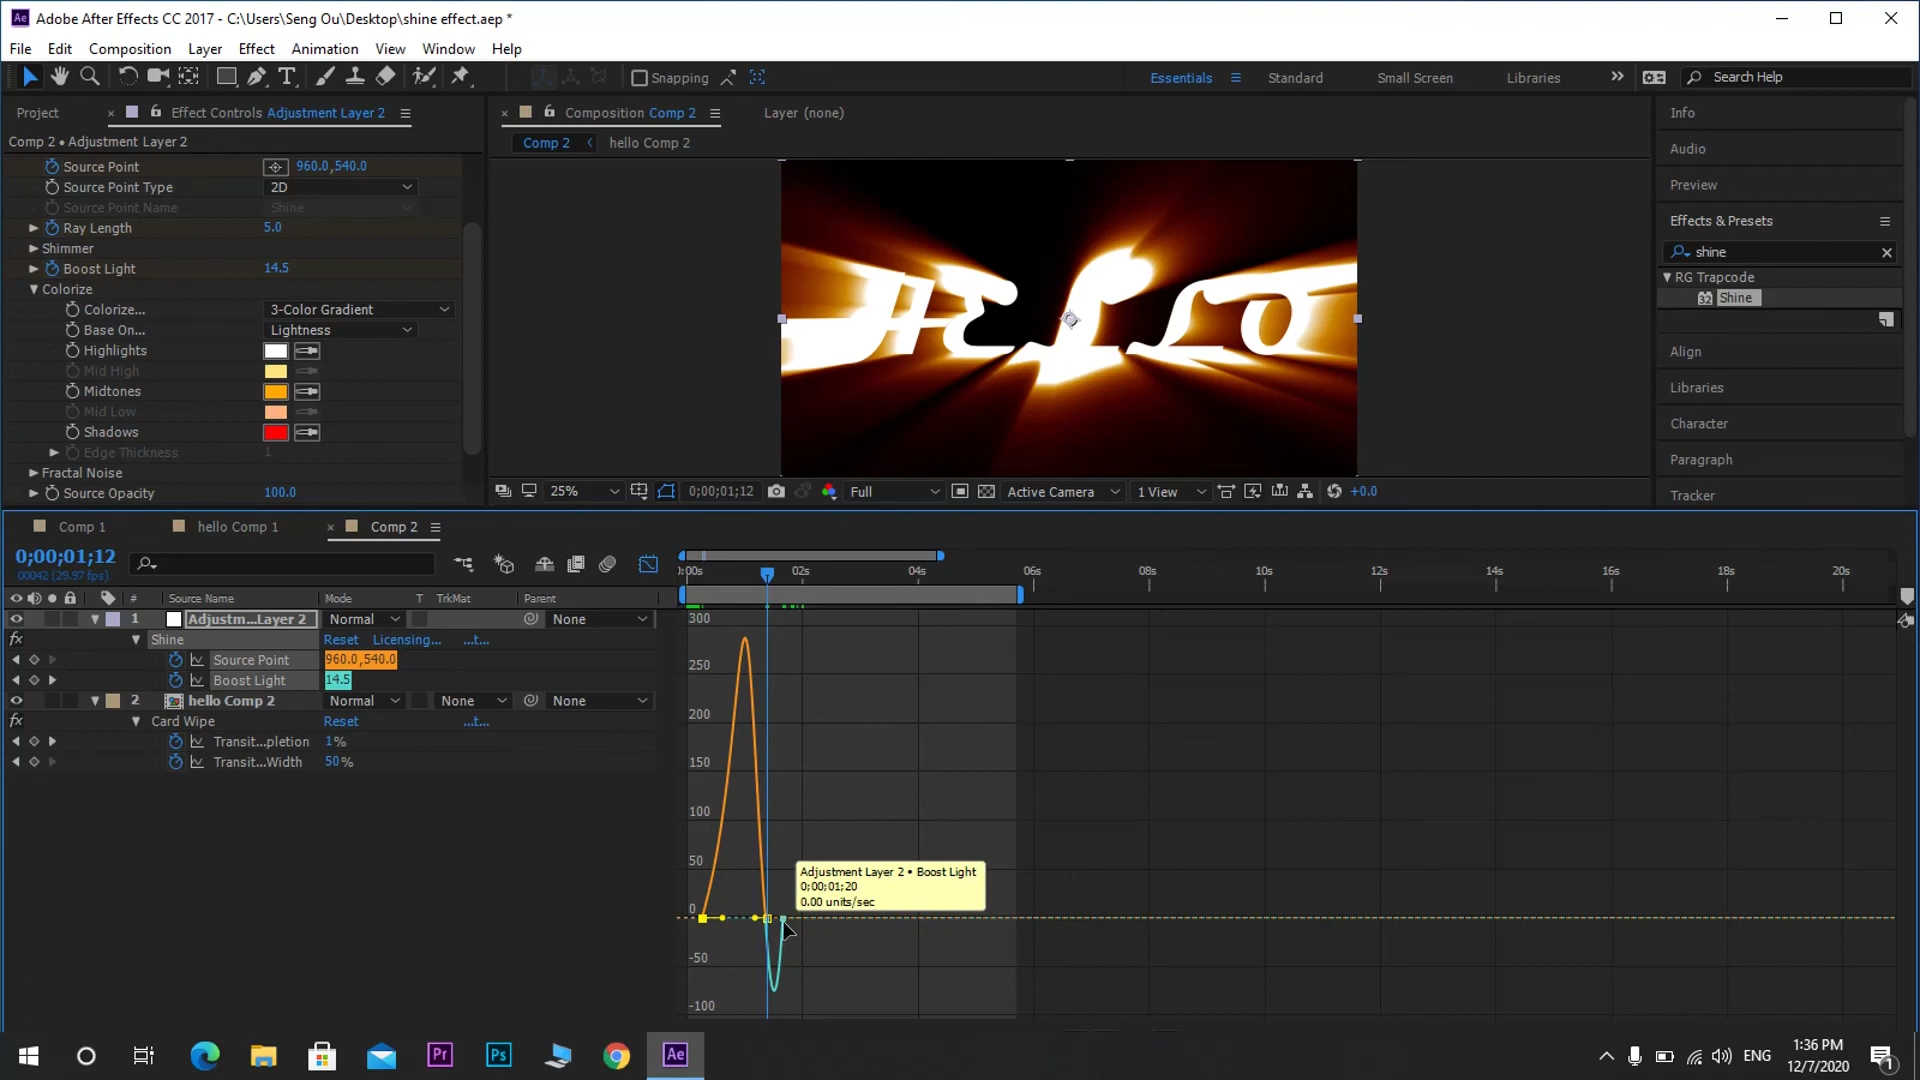 Ae Adobe After Effects CC 2017 - C:\Users\Seng Ou\Desktop\shine effect.aep *
File Edit Composition Layer Effect Animation View Window Help
T Snapping Essentials Standard Small Screen Libraries Search Help
Project Effect Controls Adjustment Layer 2
Comp 2 • Adjustment Layer 2
Source Point 960.0,540.0
Source Point Type 2D
Source Point Name Shine
Ray Length 5.0
Shimmer
Boost Light 14.5
Colorize
Colorize... 3-Color Gradient
Base On... Lightness
Highlights
Mid High
Midtones
Mid Low
Shadows
Edge Thickness 1
Fractal Noise
Source Opacity 100.0
Composition Comp 2 Layer (none)
Comp 2 hello Comp 2
HELLO
25% 0;00;01;12 Full Active Camera 1 View +0.0
Info
Audio
Preview
Effects & Presets
shine
RG Trapcode
32 Shine
Align
Libraries
Character
Paragraph
Tracker
Comp 1 hello Comp 1 Comp 2
0;00;01;12
00042 (29.97 fps)
# Source Name Mode T TrkMat Parent
1 Adjustm...Layer 2 Normal None
fx Shine Reset Licensing... ...t...
Source Point 960.0,540.0
Boost Light 14.5
2 hello Comp 2 Normal None None
fx Card Wipe Reset ...t...
Transit...pletion 1%
Transit...Width 50%
):00s 02s 04s 06s 08s 10s 12s 14s 16s 18s 20s
300
250
200
150
100
50
0
-50
-100
Adjustment Layer 2 • Boost Light
0;00;01;20
0.00 units/sec
Pr Ps Ae
ENG
1:36 PM
12/7/2020
1